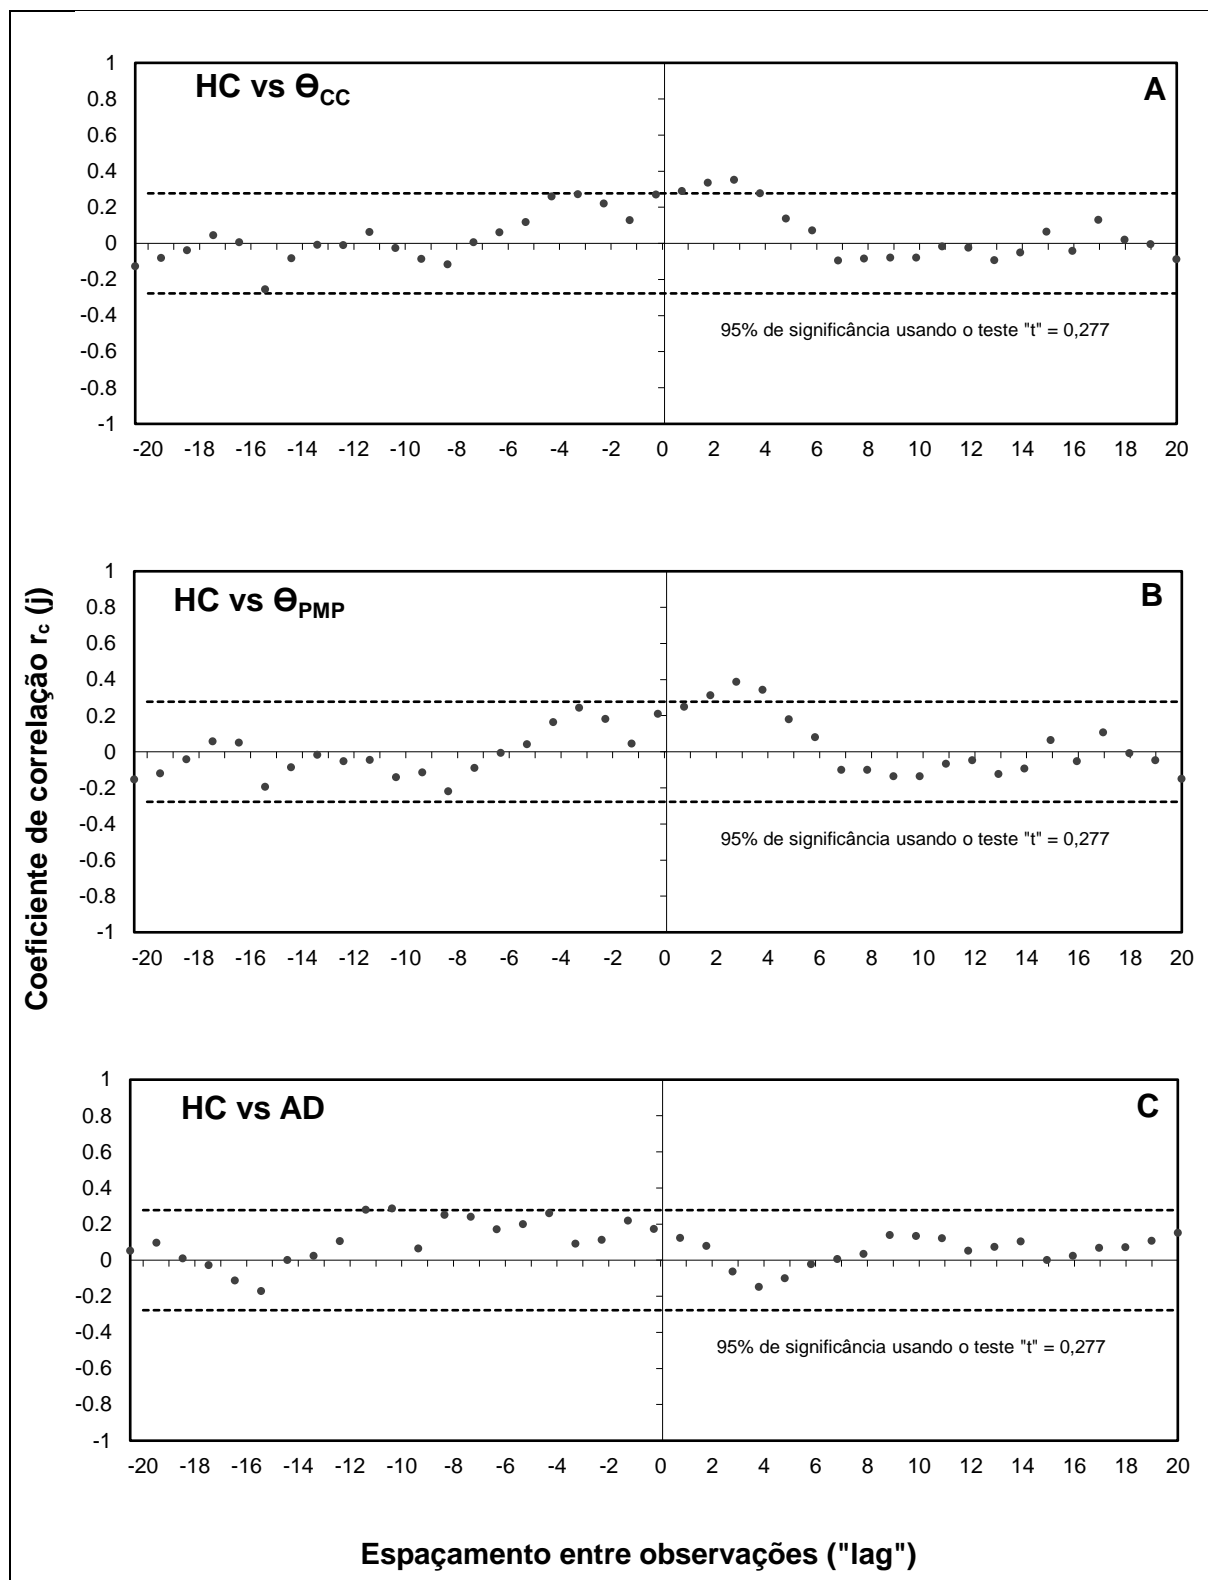 HC vs ϴCC
A
1
0.8
0.6
0.4
0.2
0
-0.2
-0.4
-0.6
-0.8
-1
95% de significância usando o teste "t" = 0,277
-20 -18 -16 -14 -12 -10 -8 -6 -4 -2 0 2 4 6 8 10 12 14 16 18 20
Coeficiente de correlação rc (j)
HC vs ϴPMP
B
1
0.8
0.6
0.4
0.2
0
-0.2
-0.4
-0.6
-0.8
-1
95% de significância usando o teste "t" = 0,277
-20 -18 -16 -14 -12 -10 -8 -6 -4 -2 0 2 4 6 8 10 12 14 16 18 20
HC vs AD
C
1
0.8
0.6
0.4
0.2
0
-0.2
-0.4
-0.6
-0.8
-1
95% de significância usando o teste "t" = 0,277
-20 -18 -16 -14 -12 -10 -8 -6 -4 -2 0 2 4 6 8 10 12 14 16 18 20
Espaçamento entre observações ("lag")